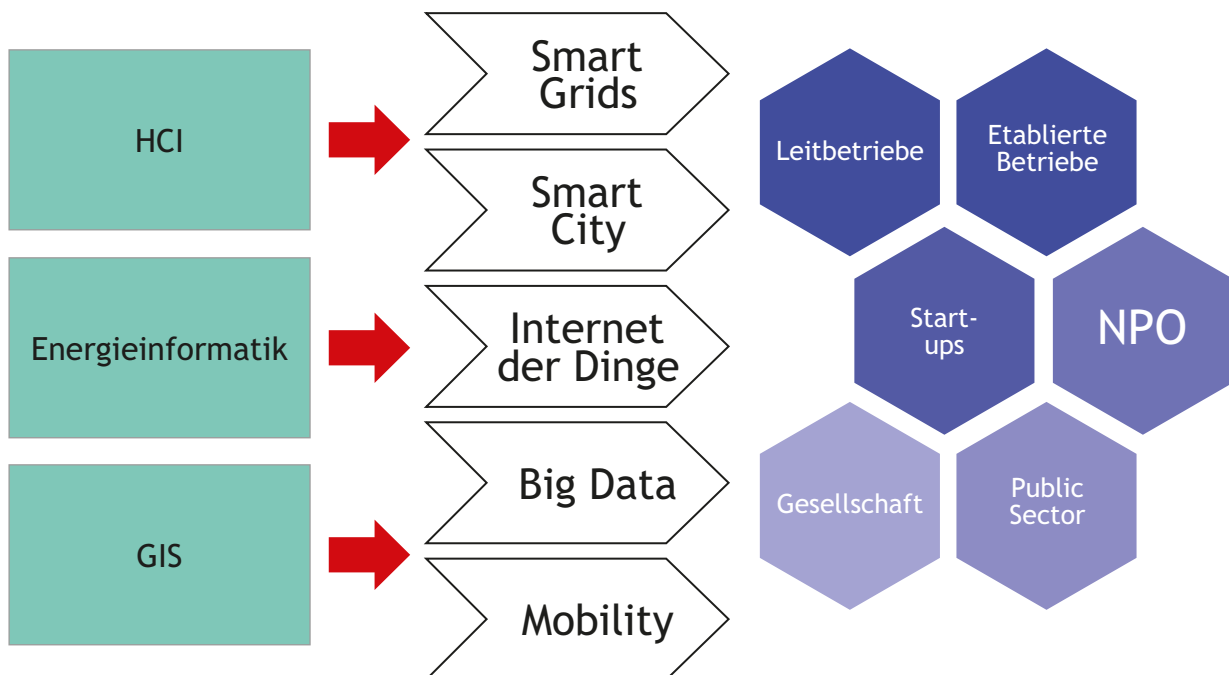 HCI
Energieinformatik
GIS
Smart
Grids
Smart
City
Internet
der Dinge
Big Data
Mobility
Leitbetriebe
Etablierte
Betriebe
Start-
ups
NPO
Gesellschaft
Public
Sector